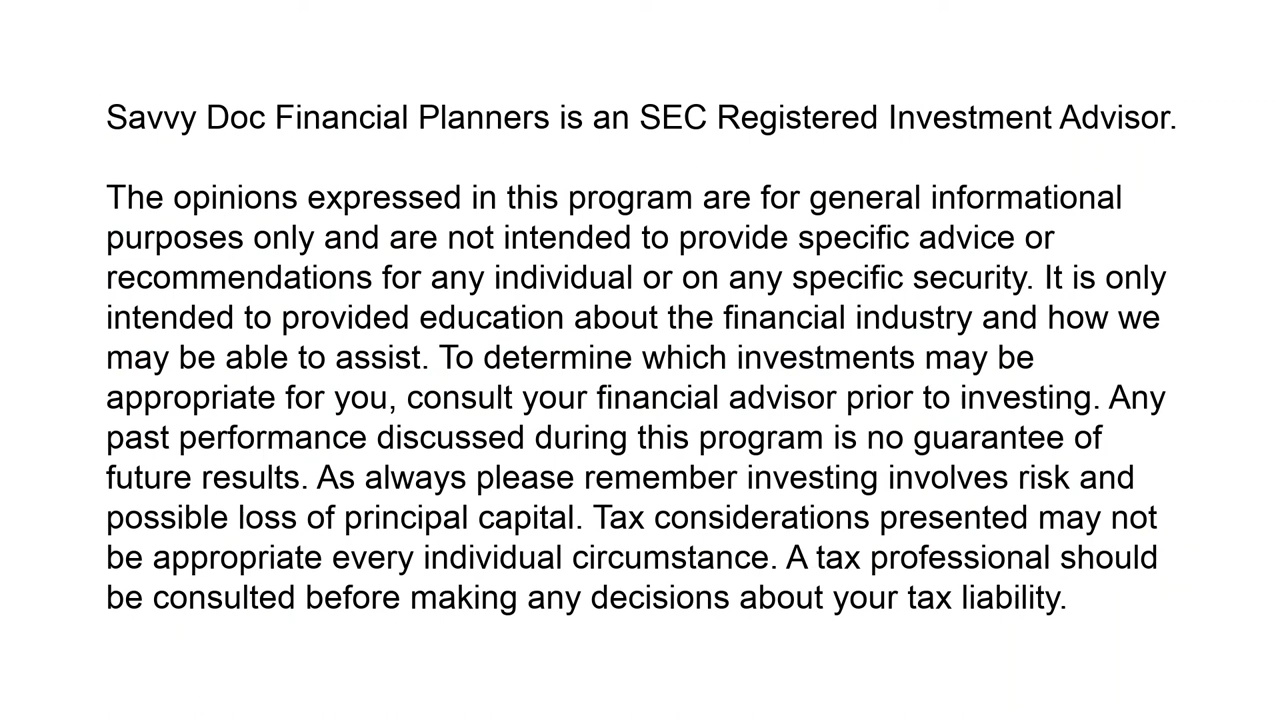 Savvy Doc Financial Planners is an SEC Registered Investment Advisor.
The opinions expressed in this program are for general informational
purposes only and are not intended to provide specific advice or
recommendations for any individual or on any specific security. It is only
intended to provided education about the financial industry and how we
may be able to assist. To determine which investments may be
appropriate for you, consult your financial advisor prior to investing. Any
past performance discussed during this program is no guarantee of
future results. As always please remember investing involves risk and
possible loss of principal capital. Tax considerations presented may not
be appropriate every individual circumstance. A tax professional should
be consulted before making any decisions about your tax liability.